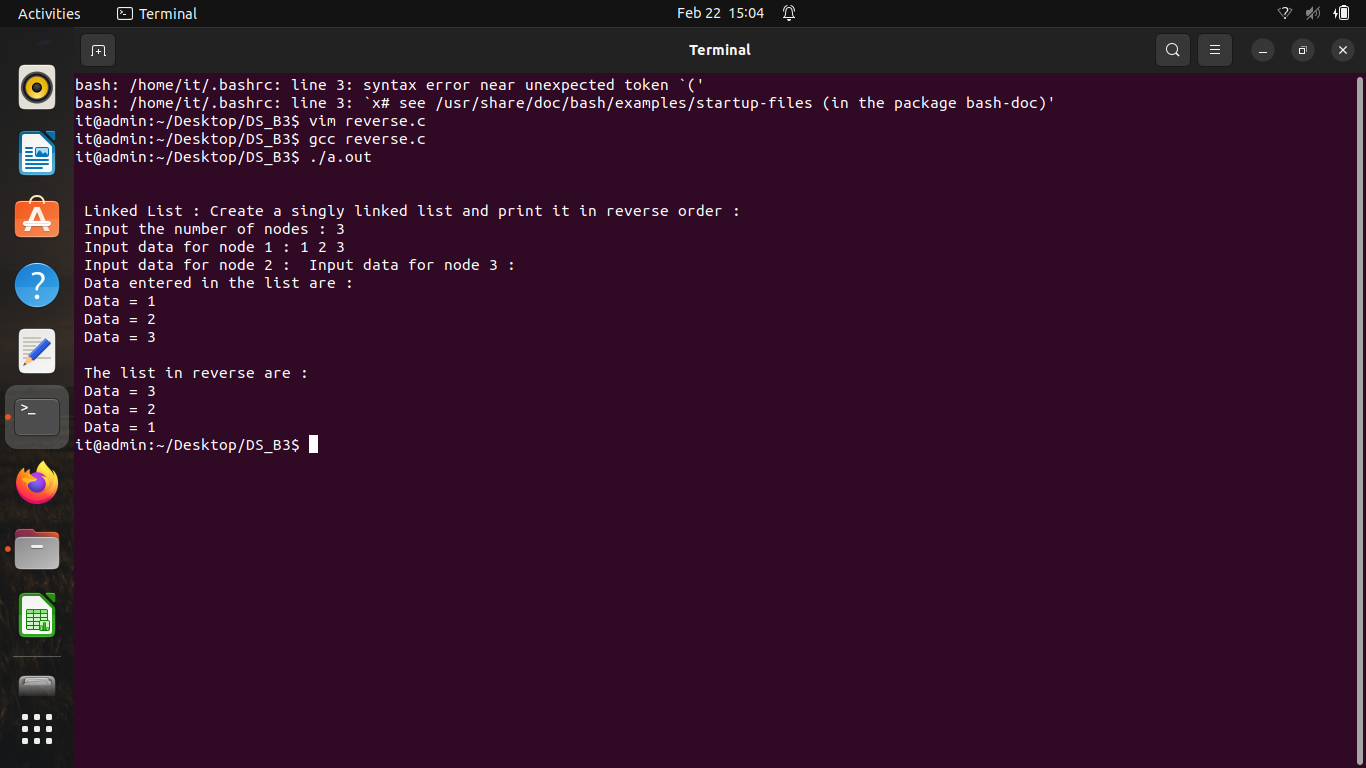 Activities
Terminal
Feb 22 15:04
Terminal
bash: /home/it/.bashrc: line 3: syntax error near unexpected token `('
bash: /home/it/.bashrc: line 3: `x# see /usr/share/doc/bash/examples/startup-files (in the package bash-doc)'
it@admin:~/Desktop/DS_B3$ vim reverse.c
it@admin:~/Desktop/DS_B3$ gcc reverse.c
it@admin:~/Desktop/DS_B3$ ./a.out
Linked List : Create a singly linked list and print it in reverse order :
Input the number of nodes : 3
Input data for node 1 : 1 2 3
Input data for node 2 :  Input data for node 3 :
Data entered in the list are :
Data = 1
Data = 2
Data = 3
The list in reverse are :
Data = 3
Data = 2
Data = 1
it@admin:~/Desktop/DS_B3$